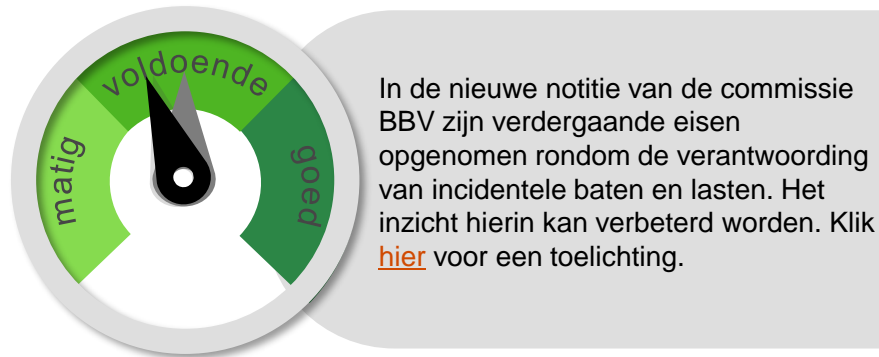 matig
voldoende
goed
In de nieuwe notitie van de commissie
BBV zijn verdergaande eisen
opgenomen rondom de verantwoording
van incidentele baten en lasten. Het
inzicht hierin kan verbeterd worden. Klik
hier voor een toelichting.